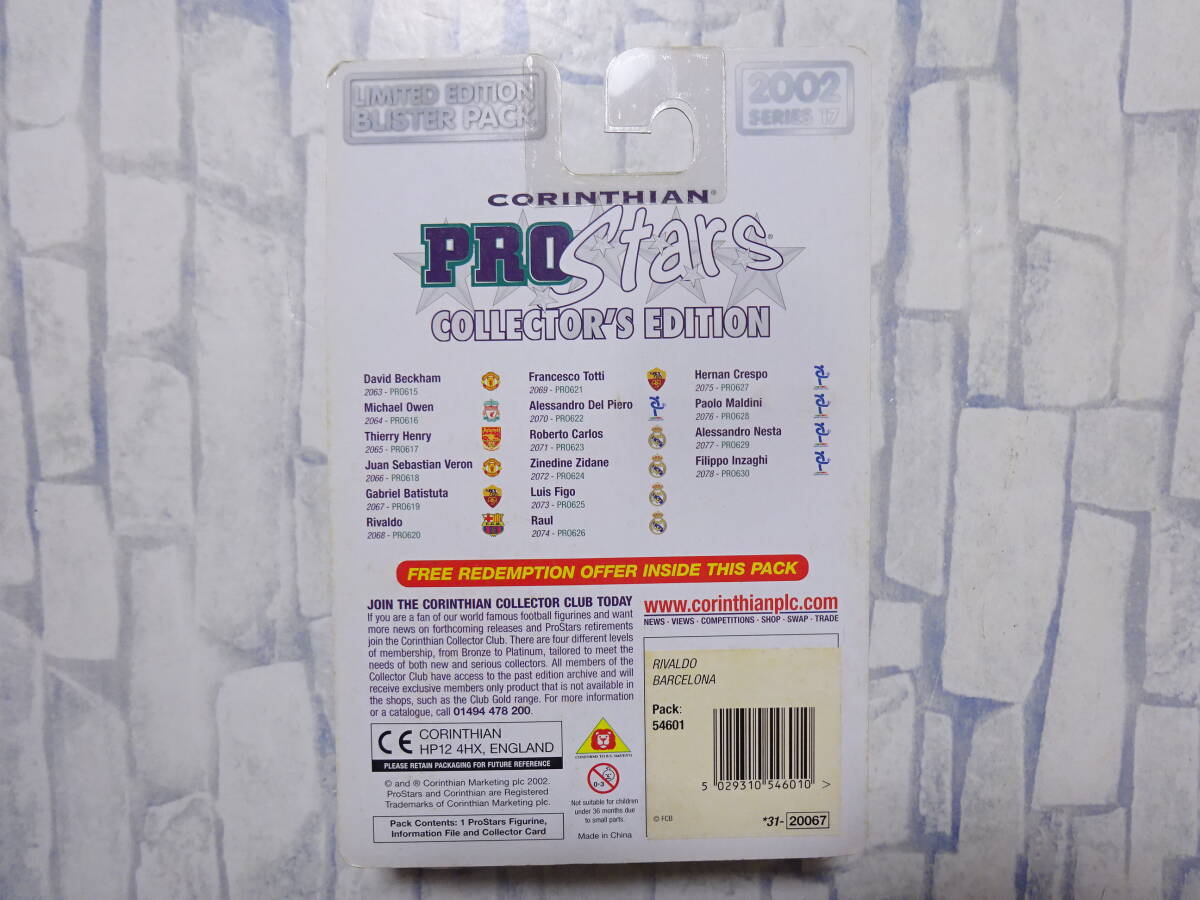 LIMITED EDITION
BLISTER PACK
2002
SERIES 17
CORINTHIAN®
PRO Stars®
COLLECTOR'S EDITION
David Beckham
2063 - PRO615
Michael Owen
2064 - PRO616
Thierry Henry
2065 - PRO617
Juan Sebastian Veron
2066 - PRO618
Gabriel Batistuta
2067 - PRO619
Rivaldo
2068 - PRO620
Francesco Totti
2069 - PRO621
Alessandro Del Piero
2070 - PRO622
Roberto Carlos
2071 - PRO623
Zinedine Zidane
2072 - PRO624
Luis Figo
2073 - PRO625
Raul
2074 - PRO626
Hernan Crespo
2075 - PRO627
Paolo Maldini
2076 - PRO628
Alessandro Nesta
2077 - PRO629
Filippo Inzaghi
2078 - PRO630
FREE REDEMPTION OFFER INSIDE THIS PACK
JOIN THE CORINTHIAN COLLECTOR CLUB TODAY
If you are a fan of our world famous football figurines and want
more news on forthcoming releases and ProStars retirements
join the Corinthian Collector Club. There are four different levels
of membership, from Bronze to Platinum, tailored to meet the
needs of both new and serious collectors. All members of the
Collector Club have access to the past edition archive and will
receive exclusive members only product that is not available in
the shops, such as the Club Gold range. For more information
or a catalogue, call 01494 478 200.
CE CORINTHIAN
HP12 4HX, ENGLAND
PLEASE RETAIN PACKAGING FOR FUTURE REFERENCE
© and ® Corinthian Marketing plc 2002.
ProStars and Corinthian are Registered
Trademarks of Corinthian Marketing plc.
Pack Contents: 1 ProStars Figurine,
Information File and Collector Card
0-3
Not suitable for children
under 36 months due
to small parts.
Made in China
www.corinthianplc.com
NEWS · VIEWS · COMPETITIONS · SHOP · SWAP · TRADE
RIVALDO
BARCELONA
Pack:
54601
5 029310 546010 >
© FCB
*31- 20067